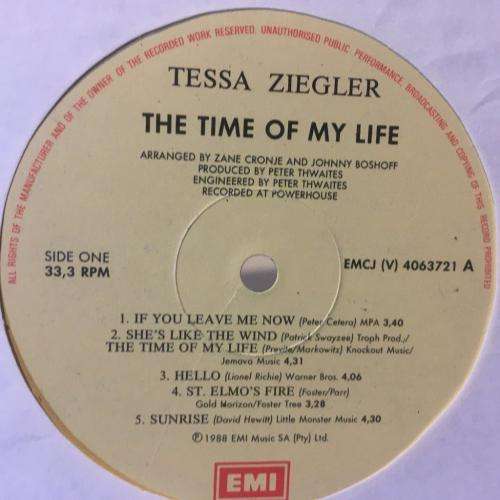 ALL RIGHTS OF THE MANUFACTURER AND OF THE OWNER OF THE RECORDED WORK RESERVED. UNAUTHORISED PUBLIC PERFORMANCE BROADCASTING AND COPYING OF THIS RECORD PROHIBITED
TESSA ZIEGLER
THE TIME OF MY LIFE
ARRANGED BY ZANE CRONJE AND JOHNNY BOSHOFF
PRODUCED BY PETER THWAITES
ENGINEERED BY PETER THWAITES
RECORDED AT POWERHOUSE
SIDE ONE
33,3 RPM
EMCJ (V) 4063721 A
1. IF YOU LEAVE ME NOW (Peter Cetera) MPA 3,40
2. SHE'S LIKE THE WIND (Patrick Swayzee) Troph Prod./
THE TIME OF MY LIFE (Previte/Markowitz) Knockout Music/
Jemava Music 4,31
3. HELLO (Lionel Richie) Warner Bros. 4,06
4. ST. ELMO'S FIRE (Foster/Parr)
Gold Horizon/Foster Tree 3,28
5. SUNRISE (David Hewitt) Little Monster Music 4,30
℗ 1988 EMI Music SA (Pty) Ltd.
EMI